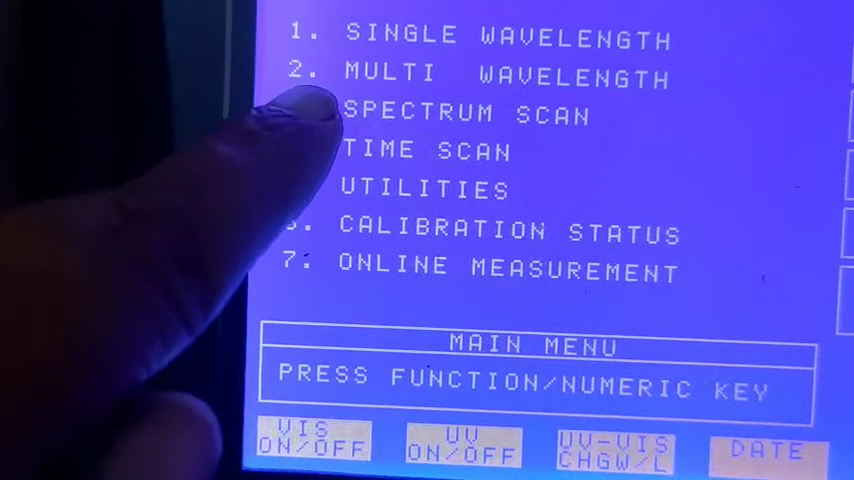 1. SINGLE WAVELENGTH
2. MULTI WAVELENGTH
SPECTRUM SCAN
TIME SCAN
UTILITIES
CALIBRATION STATUS
7. ONLINE MEASUREMENT
MAIN MENU
PRESS FUNCTION/NUMERIC KEY
VIS
ON/OFF
UV
ON/OFF
UV-VIS
CHGW/L
DATE